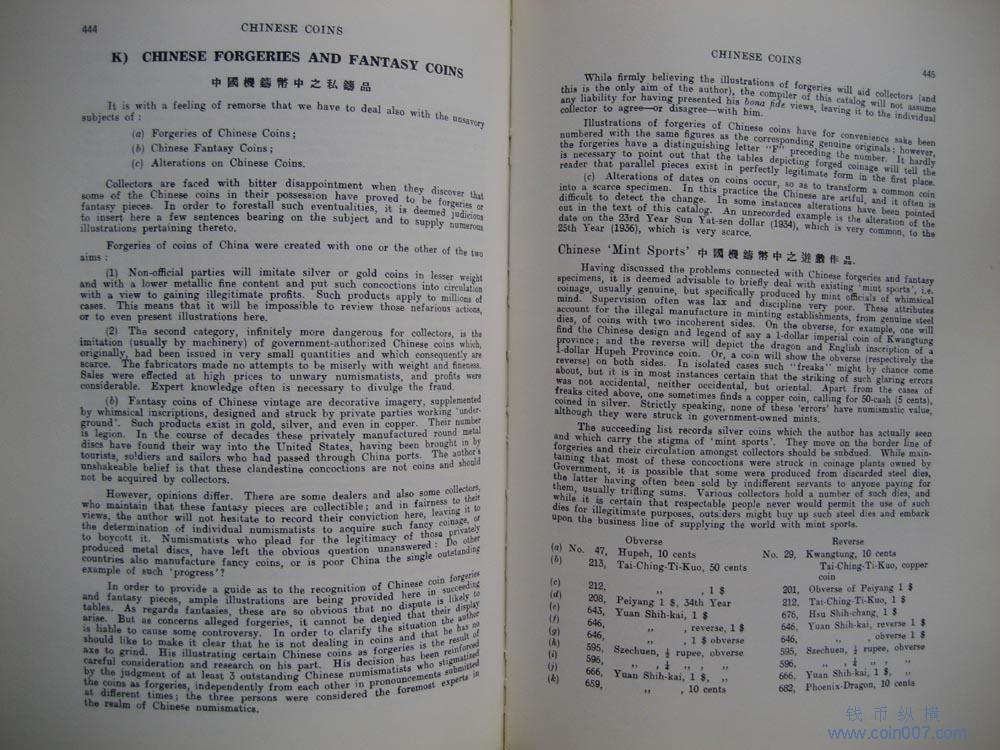 444
CHINESE COINS
K) CHINESE FORGERIES AND FANTASY COINS
中國機鑄幣中之私鑄品
It is with a feeling of remorse that we have to deal also with the unsavory
subjects of :
(a) Forgeries of Chinese Coins;
(b) Chinese Fantasy Coins;
(c) Alterations on Chinese Coins.
Collectors are faced with bitter disappointment when they discover that
some of the Chinese coins in their possession have proved to be forgeries or
fantasy pieces. In order to forestall such eventualities, it is deemed judicious
to insert here a few sentences bearing on the subject and to supply numerous
illustrations pertaining thereto.
Forgeries of coins of China were created with one or the other of the two
aims :
(1) Non-official parties will imitate silver or gold coins in lesser weight
and with a lower metallic fine content and put such concoctions into circulation
with a view to gaining illegitimate profits. Such products apply to millions of
cases. This means that it will be impossible to review those nefarious actions,
or to even present illustrations here.
(2) The second category, infinitely more dangerous for collectors, is the
imitation (usually by machinery) of government-authorized Chinese coins which,
originally, had been issued in very small quantities and which consequently are
scarce. The fabricators made no attempts to be miserly with weight and fineness.
Sales were effected at high prices to unwary numismatists, and profits were
considerable. Expert knowledge often is necessary to divulge the fraud.
(b) Fantasy coins of Chinese vintage are decorative imagery, supplemented
by whimsical inscriptions, designed and struck by private parties working 'under-
ground'. Such products exist in gold, silver, and even in copper. Their number
is legion. In the course of decades these privately manufactured round metal
discs have found their way into the United States, having been brought in by
tourists, soldiers and sailors who had passed through China ports. The author's
unshakeable belief is that these clandestine concoctions are not coins and should
not be acquired by collectors.
However, opinions differ. There are some dealers and also some collectors,
who maintain that these fantasy pieces are collectible; and in fairness to their
views, the author will not hesitate to record their conviction here, leaving it to
the determination of individual numismatists to acquire such fancy coinage, or
to boycott it. Numismatists who plead for the legitimacy of those privately
produced metal discs, have left the obvious question unanswered: Do other
countries also manufacture fancy coins, or is poor China the single outstanding
example of such 'progress'?
In order to provide a guide as to the recognition of Chinese coin forgeries
and fantasy pieces, ample illustrations are being provided here in succeeding
tables. As regards fantasies, these are so obvious that no dispute is likely to
arise. But as concerns alleged forgeries, it cannot be denied that their display
is liable to cause some controversy. In order to clarify the situation the author
should like to make it clear that he is not dealing in coins and that he has no
axe to grind. His illustrating certain Chinese coins as forgeries is the result of
careful consideration and research on his part. His decision has been reinforced
by the judgment of at least 3 outstanding Chinese numismatists who stigmatized
the coins as forgeries, independently from each other in pronouncements submitted
at different times; the three persons were considered the foremost experts in
the realm of Chinese numismatics.
CHINESE COINS
445
While firmly believing the illustrations of forgeries will aid collectors (and
this is the only aim of the author), the compiler of this catalog will not assume
any liability for having presented his bona fide views, leaving it to the individual
collector to agree—or disagree—with him.
Illustrations of forgeries of Chinese coins have for convenience sake been
numbered with the same figures as the corresponding genuine originals; however,
the forgeries have a distinguishing letter "F" preceding the number. It hardly
is necessary to point out that the tables depicting forged coinage will tell the
reader that parallel pieces exist in perfectly legitimate form in the first place.
(c) Alterations of dates on coins occur, so as to transform a common coin
into a scarce specimen. In this practice the Chinese are artful, and it often is
difficult to detect the change. In some instances alterations have been pointed
out in the text of this catalog. An unrecorded example is the alteration of the
date on the 23rd Year Sun Yat-sen dollar (1934), which is very common, to the
25th Year (1936), which is very scarce.
Chinese 'Mint Sports' 中國機鑄幣中之遊戲作品.
Having discussed the problems connected with Chinese forgeries and fantasy
specimens, it is deemed advisable to briefly deal with existing 'mint sports', i.e.
coinage, usually genuine, but specifically produced by mint officials of whimsical
mind. Supervision often was lax and discipline very poor. These attributes
account for the illegal manufacture in minting establishments, from genuine steel
dies, of coins with two incoherent sides. On the obverse, for example, one will
find the Chinese design and legend of say a 1-dollar imperial coin of Kwangtung
province; and the reverse will depict the dragon and English inscription of a
1-dollar Hupeh Province coin. Or, a coin will show the obverse (respectively the
reverse) on both sides. In isolated cases such "freaks" might by chance come
about, but it is in most instances certain that the striking of such glaring errors
was not accidental, neither occidental, but oriental. Apart from the cases of
freaks cited above, one sometimes finds a copper coin, calling for 50-cash (5 cents),
coined in silver. Strictly speaking, none of these 'errors' have numismatic value,
although they were struck in government-owned mints.
The succeeding list records silver coins which the author has actually seen
and which carry the stigma of 'mint sports'. They move on the border line of
forgeries and their circulation amongst collectors should be subdued. While main-
taining that most of these concoctions were struck in coinage plants owned by
Government, it is possible that some were produced from discarded steel dies,
the latter having often been sold by indifferent servants to anyone paying for
them, usually trifling sums. Various collectors hold a number of such dies, and
while it is certain that respectable people never would permit the use of such
dies for illegitimate purposes, outsiders might buy up such steel dies and embark
upon the business line of supplying the world with mint sports.
Obverse Reverse
(a) No. 47, Hupeh, 10 cents No. 29, Kwangtung, 10 cents
(b) 213, Tai-Ching-Ti-Kuo, 50 cents Tai-Ching-Ti-Kuo, copper
coin
(c) 212, ,, , 1 $ 201, Obverse of Peiyang 1 $
(d) 208, Peiyang 1 $, 34th Year 212, Tai-Ching-Ti-Kuo, 1 $
(e) 643, Yuan Shih-kai, 1 $ 676, Hsu Shih-chang, 1 $
(f) 646, ,, , reverse, 1 $ 646, Yuan Shih-kai, reverse 1 $
(g) 646, ,, , 1 $ obverse 646, ,, , obverse 1 $
(h) 595, Szechuen, ½ rupee, obverse 595, Szechuen, ½ rupee, obverse
(i) 596, ,, , ¼ ,, , ,, 596, ,, , ¼ ,, , ,,
(j) 666, Yuan Shih-kai, 1 $, ,, 666, Yuan Shih-kai, 1 $, ,,
(k) 659, ,, , 10 cents 682, Phoenix-Dragon, 10 cents
钱币纵横
www.coin007.com